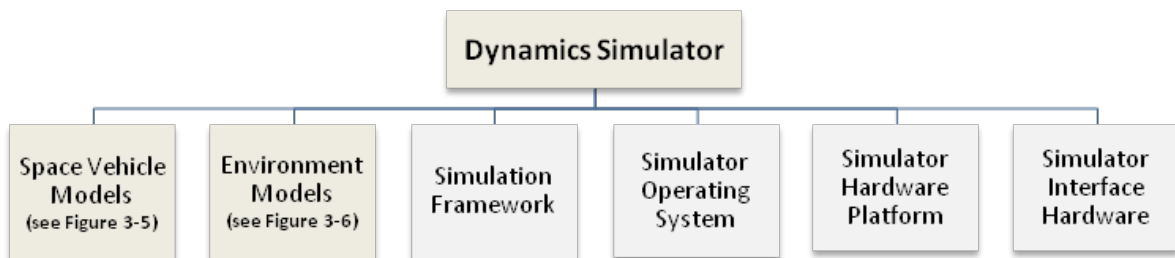 Dynamics Simulator
Space Vehicle
Models
(see Figure 3-5)
Environment
Models
(see Figure 3-6)
Simulation
Framework
Simulator
Operating
System
Simulator
Hardware
Platform
Simulator
Interface
Hardware